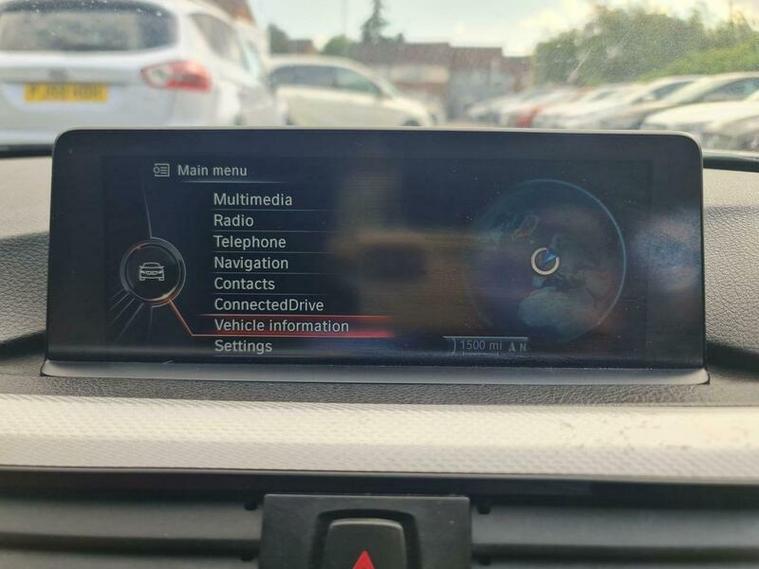 Main menu
Multimedia
Radio
Telephone
Navigation
Contacts
ConnectedDrive
Vehicle information
Settings
1500 mi
N